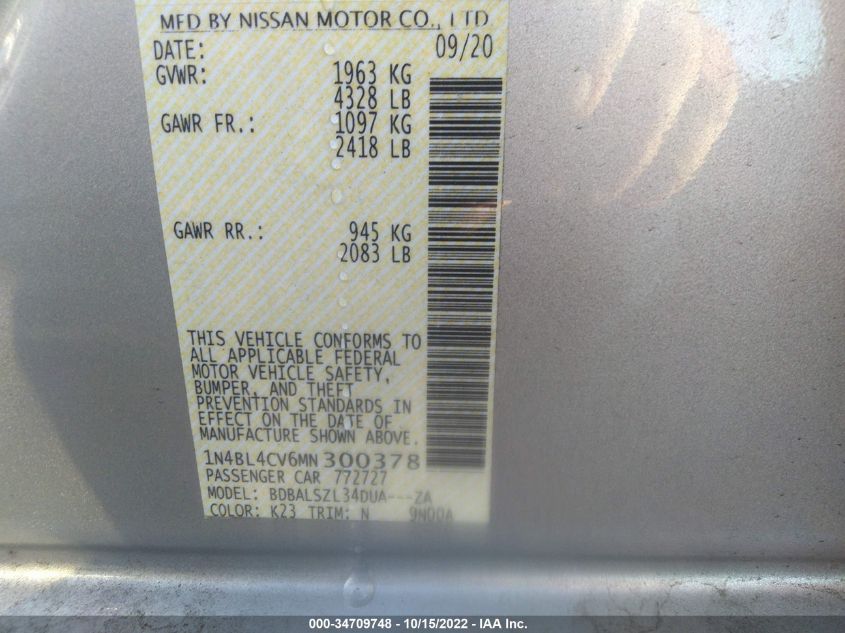 MFD BY NISSAN MOTOR CO., LTD.
DATE: 09/20
GVWR: 1963 KG
4328 LB
GAWR FR.: 1097 KG
2418 LB
GAWR RR.: 945 KG
2083 LB
THIS VEHICLE CONFORMS TO
ALL APPLICABLE FEDERAL
MOTOR VEHICLE SAFETY,
BUMPER, AND THEFT
PREVENTION STANDARDS IN
EFFECT ON THE DATE OF
MANUFACTURE SHOWN ABOVE.
1N4BL4CV6MN300378
PASSENGER CAR 772727
MODEL: BDBALSZL34DUA---ZA
COLOR: K23 TRIM: N 9N00A
000-34709748 - 10/15/2022 - IAA Inc.